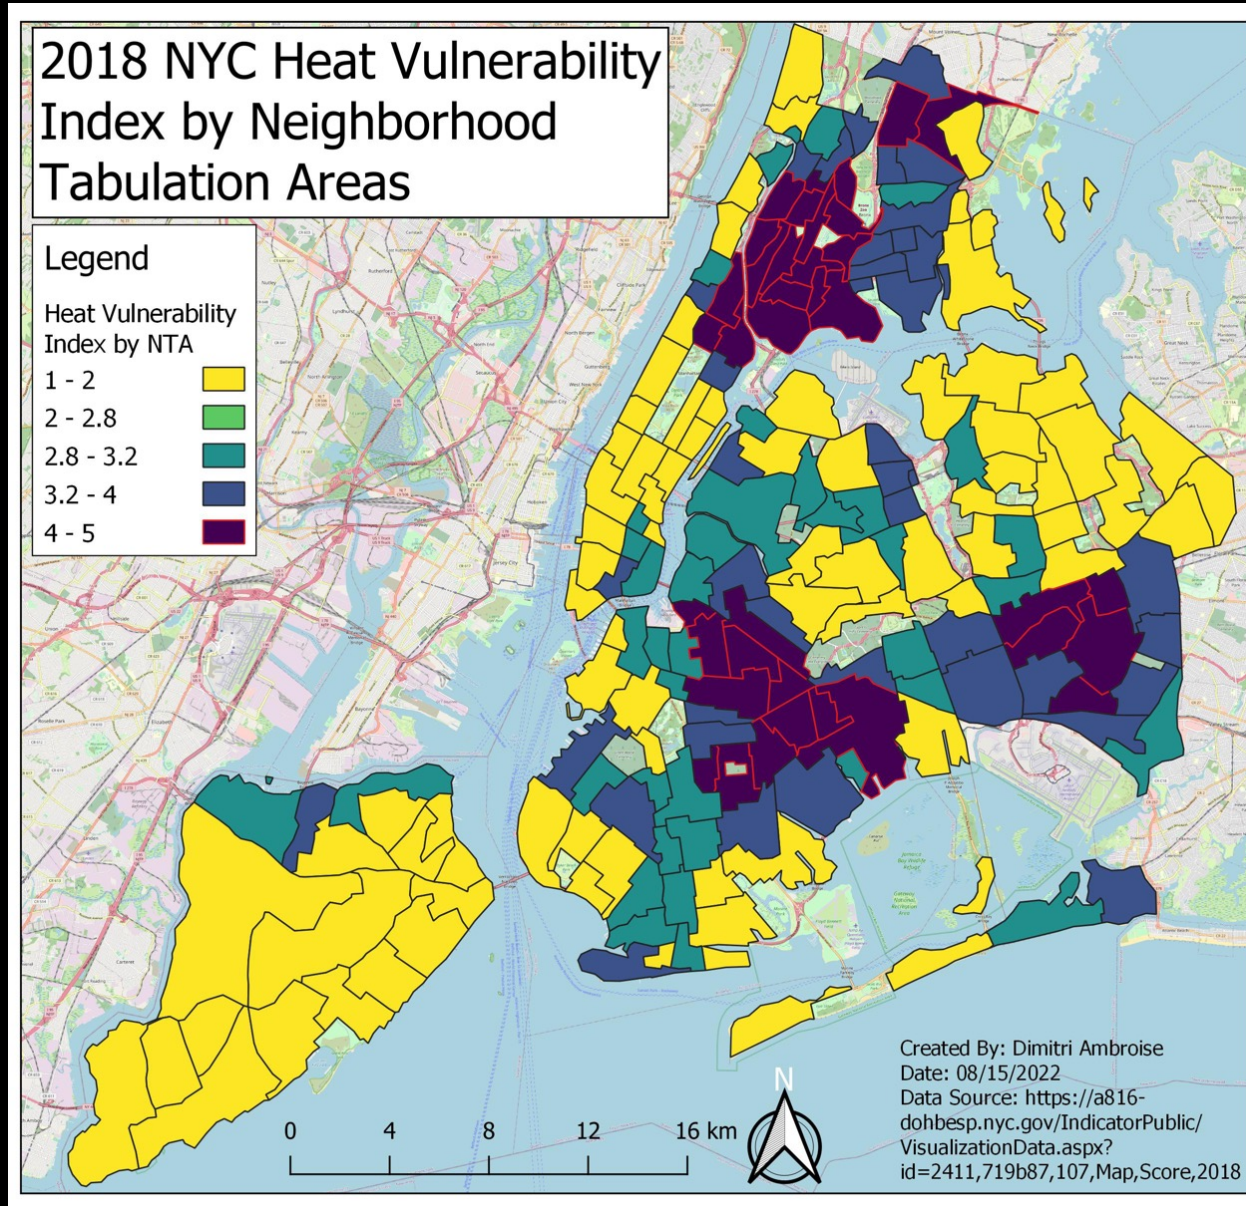 2018 NYC Heat Vulnerability
Index by Neighborhood
Tabulation Areas
Legend
Heat Vulnerability
Index by NTA
1 - 2
2 - 2.8
2.8 - 3.2
3.2 - 4
4 - 5
0 4 8 12 16 km
N
Created By: Dimitri Ambroise
Date: 08/15/2022
Data Source: https://a816-
dohbesp.nyc.gov/IndicatorPublic/
VisualizationData.aspx?
id=2411,719b87,107,Map,Score,2018